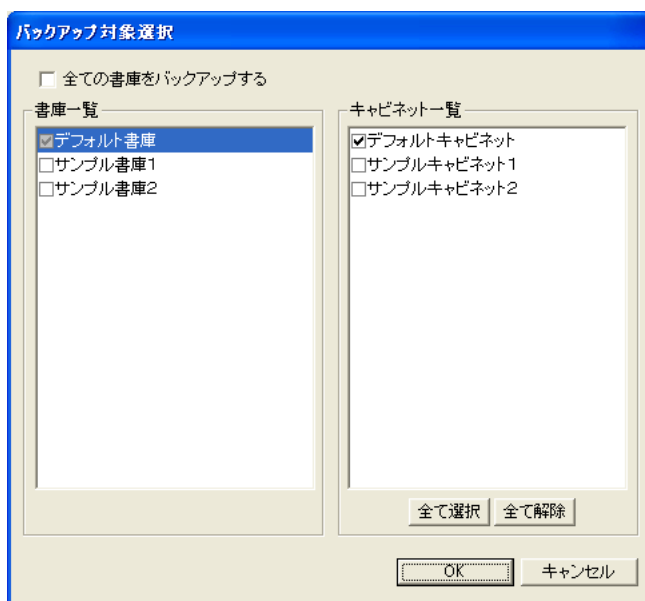 バックアップ対象選択
全ての書庫をバックアップする
書庫一覧
デフォルト書庫
サンプル書庫1
サンプル書庫2
キャビネット一覧
デフォルトキャビネット
サンプルキャビネット1
サンプルキャビネット2
全て選択 全て解除
OK キャンセル